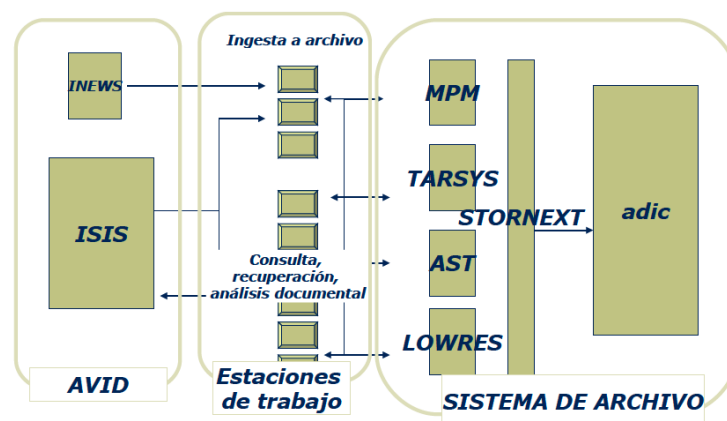 Ingesta a archivo
INEWS
MPM
ISIS
TARSYS
STORNEXT
adic
AST
Consulta,
recuperación,
análisis documental
LOWRES
AVID
Estaciones
de trabajo
SISTEMA DE ARCHIVO